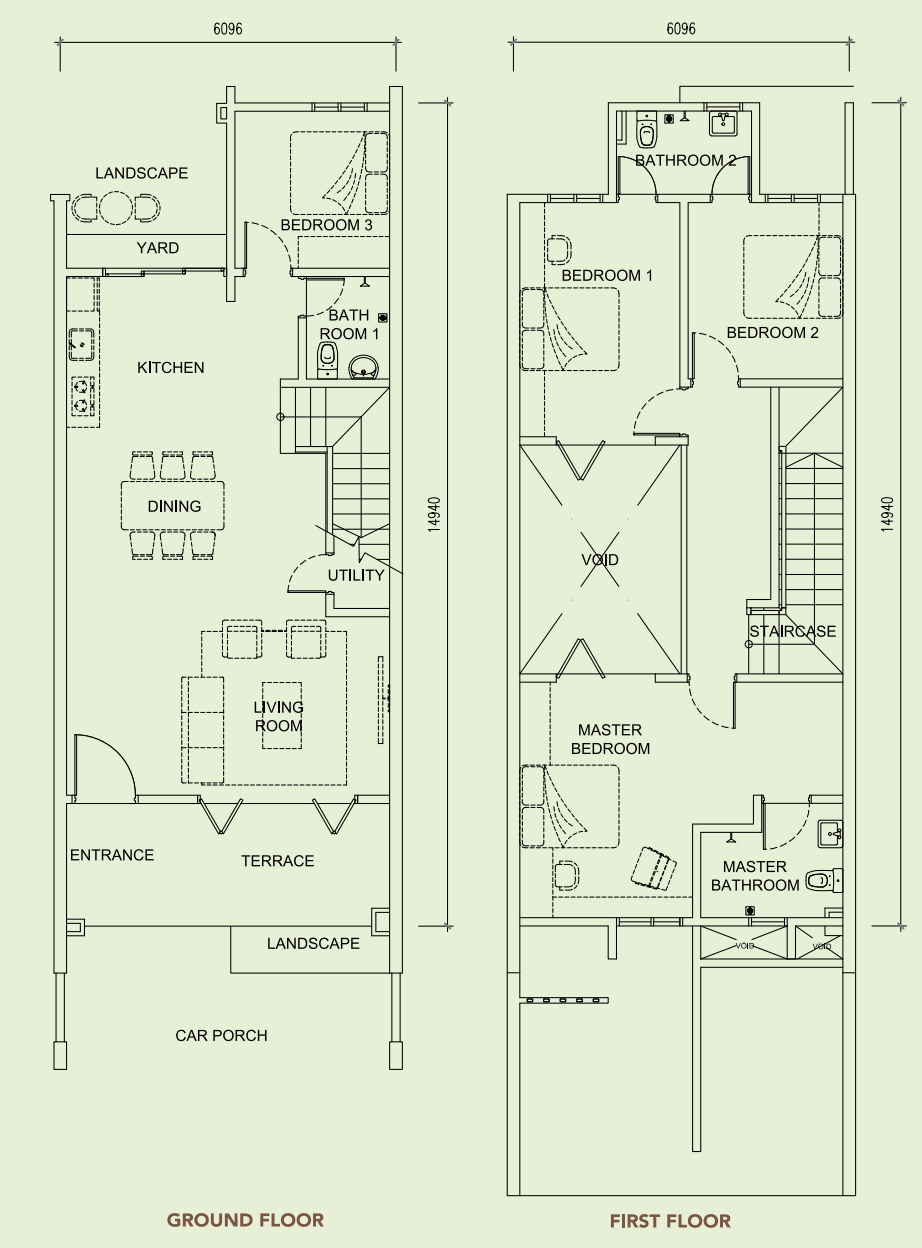 6096
LANDSCAPE
YARD
BEDROOM 3
BATH
ROOM 1
KITCHEN
DINING
14940
UTILITY
LIVING
ROOM
ENTRANCE
TERRACE
LANDSCAPE
CAR PORCH
GROUND FLOOR
6096
BATHROOM 2
BEDROOM 1
BEDROOM 2
14940
VOID
STAIRCASE
MASTER
BEDROOM
MASTER
BATHROOM
VOID
VOID
FIRST FLOOR